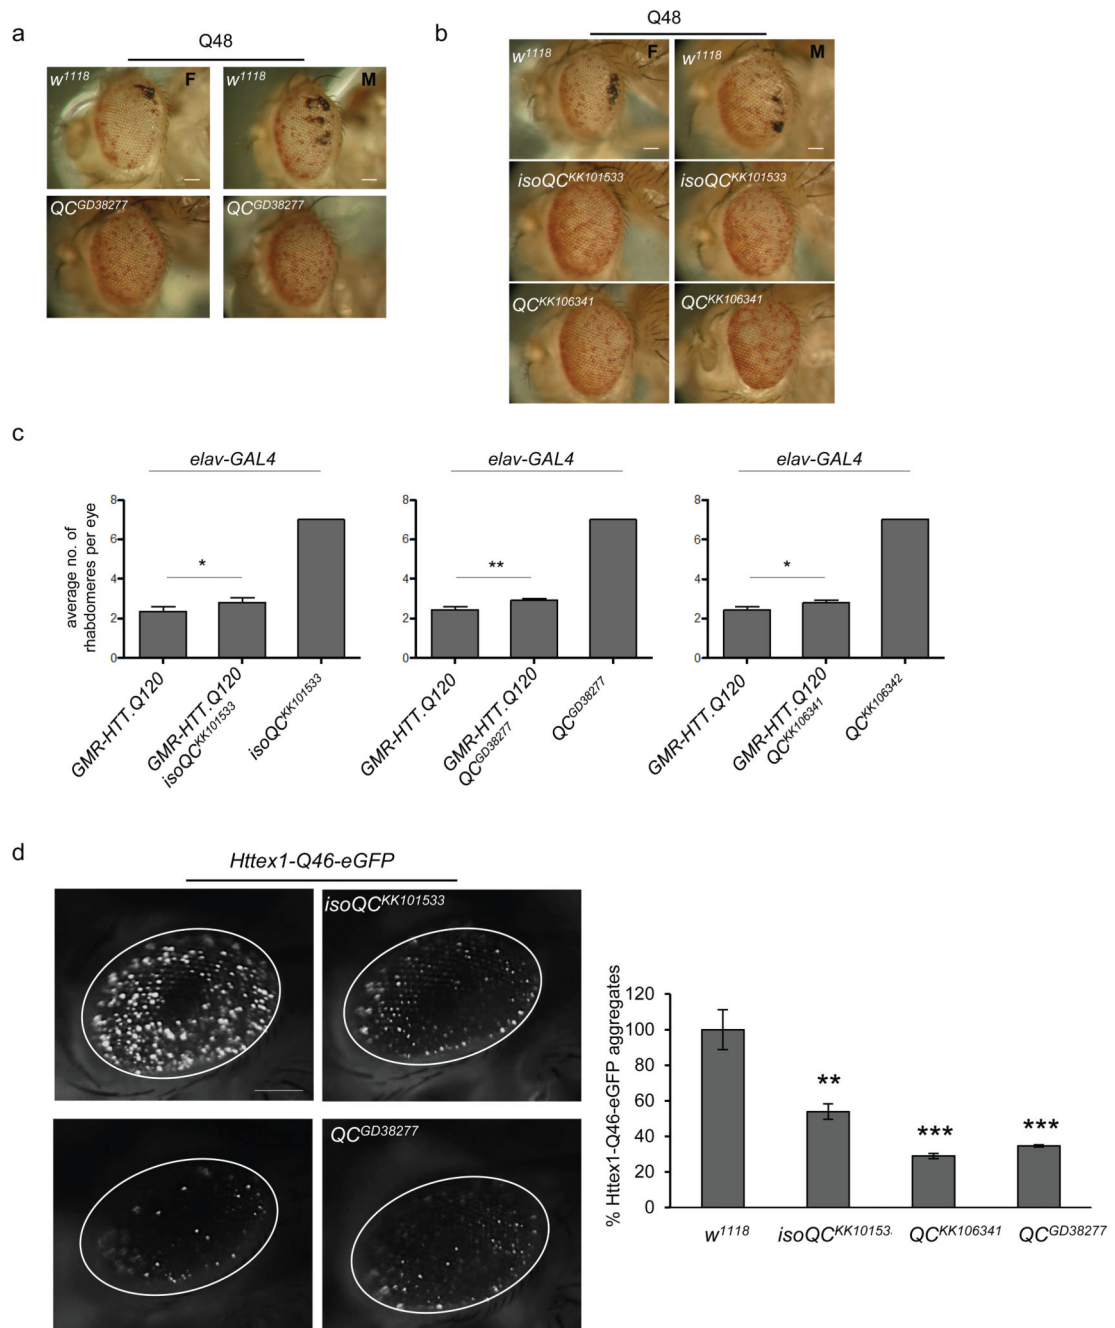 a
Q48
w1118
F
w1118
M
QCGD38277
QCGD38277
b
Q48
w1118
F
w1118
M
isoQCKK101533
isoQCKK101533
QCKK106341
QCKK106341
c
elav-GAL4
elav-GAL4
elav-GAL4
average no. of
rhabdomeres per eye
8
6
4
2
0
*
GMR-HTT.Q120
GMR-HTT.Q120
isoQCKK101533
isoQCKK101533
8
6
4
2
0
**
GMR-HTT.Q120
GMR-HTT.Q120
QCGD38277
QCGD38277
8
6
4
2
0
*
GMR-HTT.Q120
GMR-HTT.Q120
QCKK106341
QCKK106342
d
Httex1-Q46-eGFP
isoQCKK101533
QCGD38277
% Httex1-Q46-eGFP aggregates
120
100
80
60
40
20
0
**
***
***
w1118
isoQCKK10153.
QCKK106341
QCGD38277